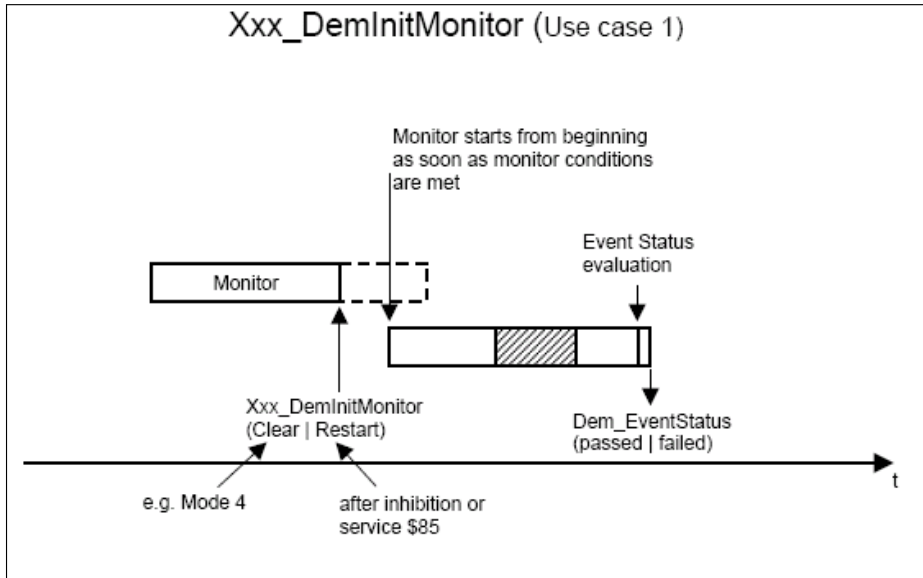 Xxx_DemInitMonitor (Use case 1)
Monitor starts from beginning
as soon as monitor conditions
are met
Event Status
evaluation
Monitor
Xxx_DemInitMonitor
(Clear | Restart)
Dem_EventStatus
(passed | failed)
t
e.g. Mode 4
after inhibition or
service $85